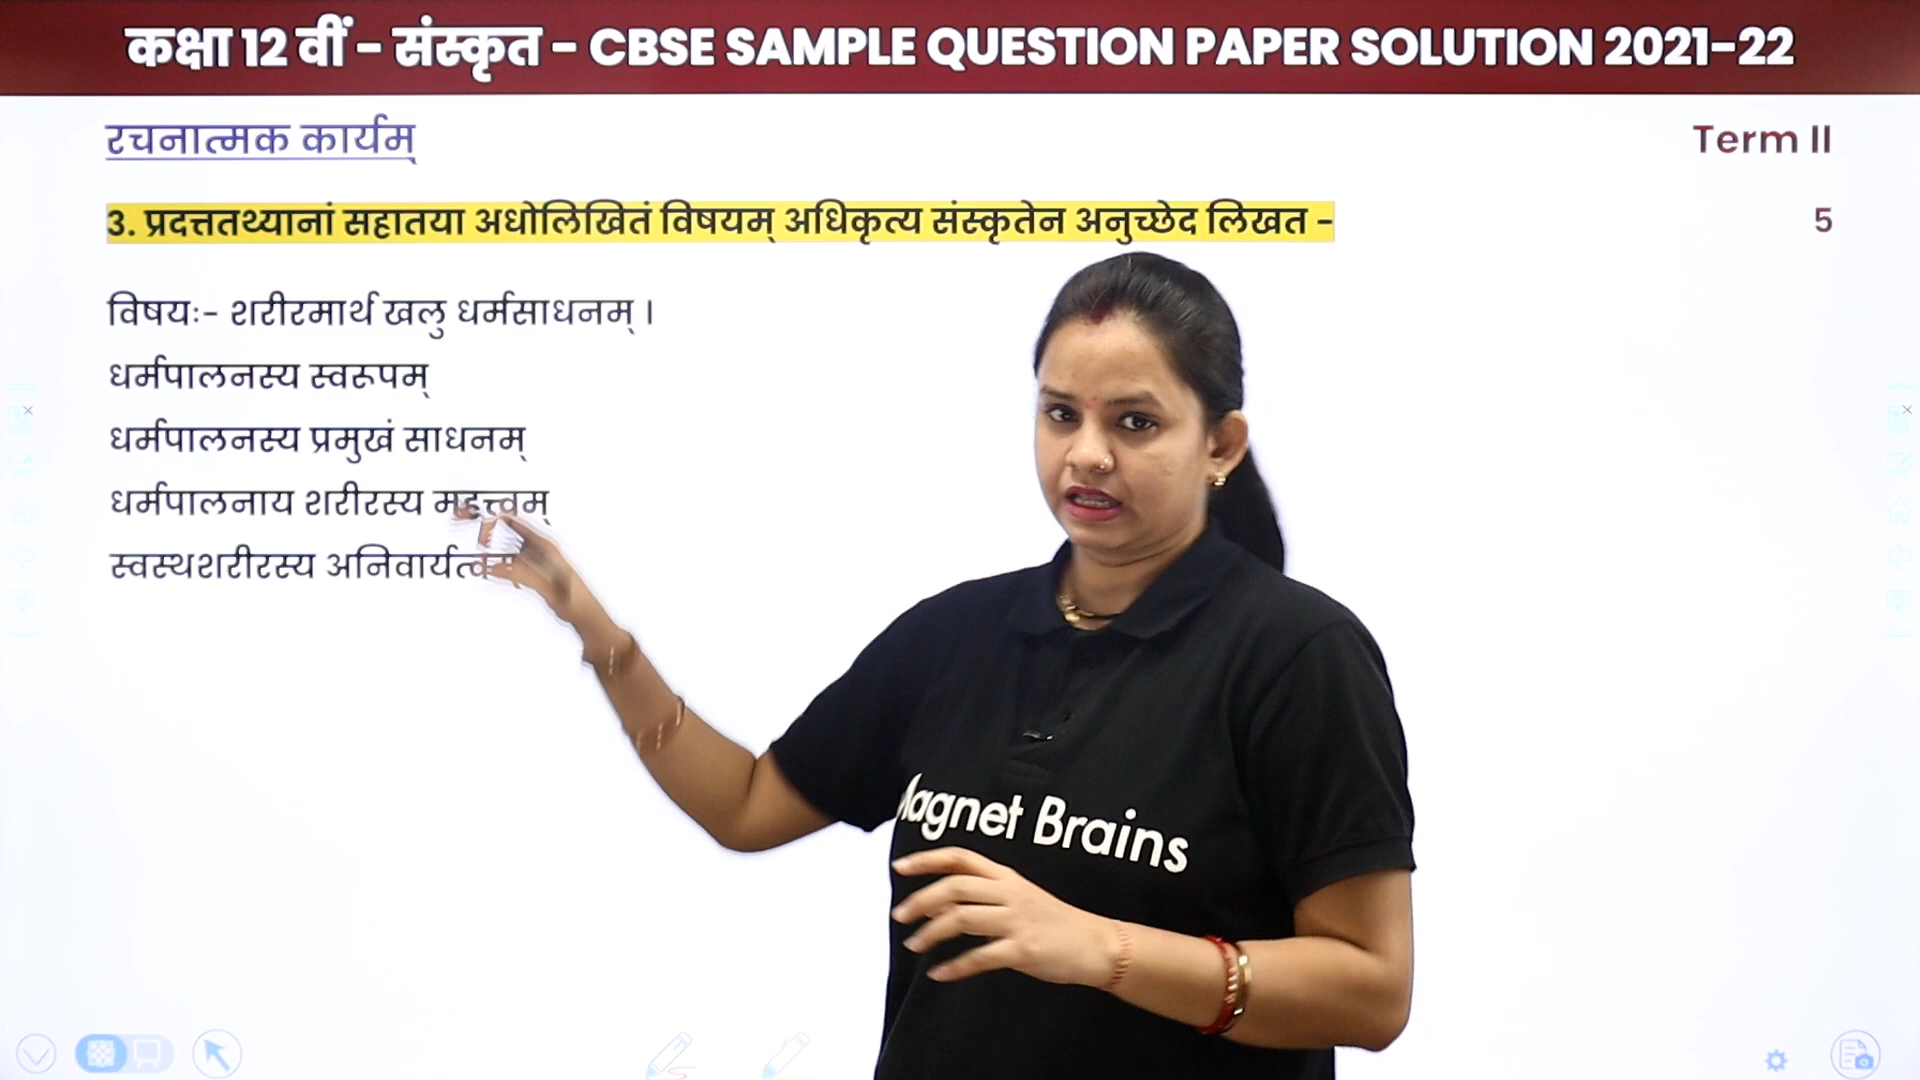 कक्षा 12 वीं - संस्कृत - CBSE SAMPLE QUESTION PAPER SOLUTION 2021-22
रचनात्मक कार्यम्
Term II
3. प्रदत्ततथ्यानां सहातया अधोलिखितं विषयम् अधिकृत्य संस्कृतेन अनुच्छेद लिखत -
5
विषयः- शरीरमार्थ खलु धर्मसाधनम् ।
धर्मपालनस्य स्वरूपम्
धर्मपालनस्य प्रमुखं साधनम्
धर्मपालनाय शरीरस्य महत्त्वम्
स्वस्थशरीरस्य
Magnet Brains